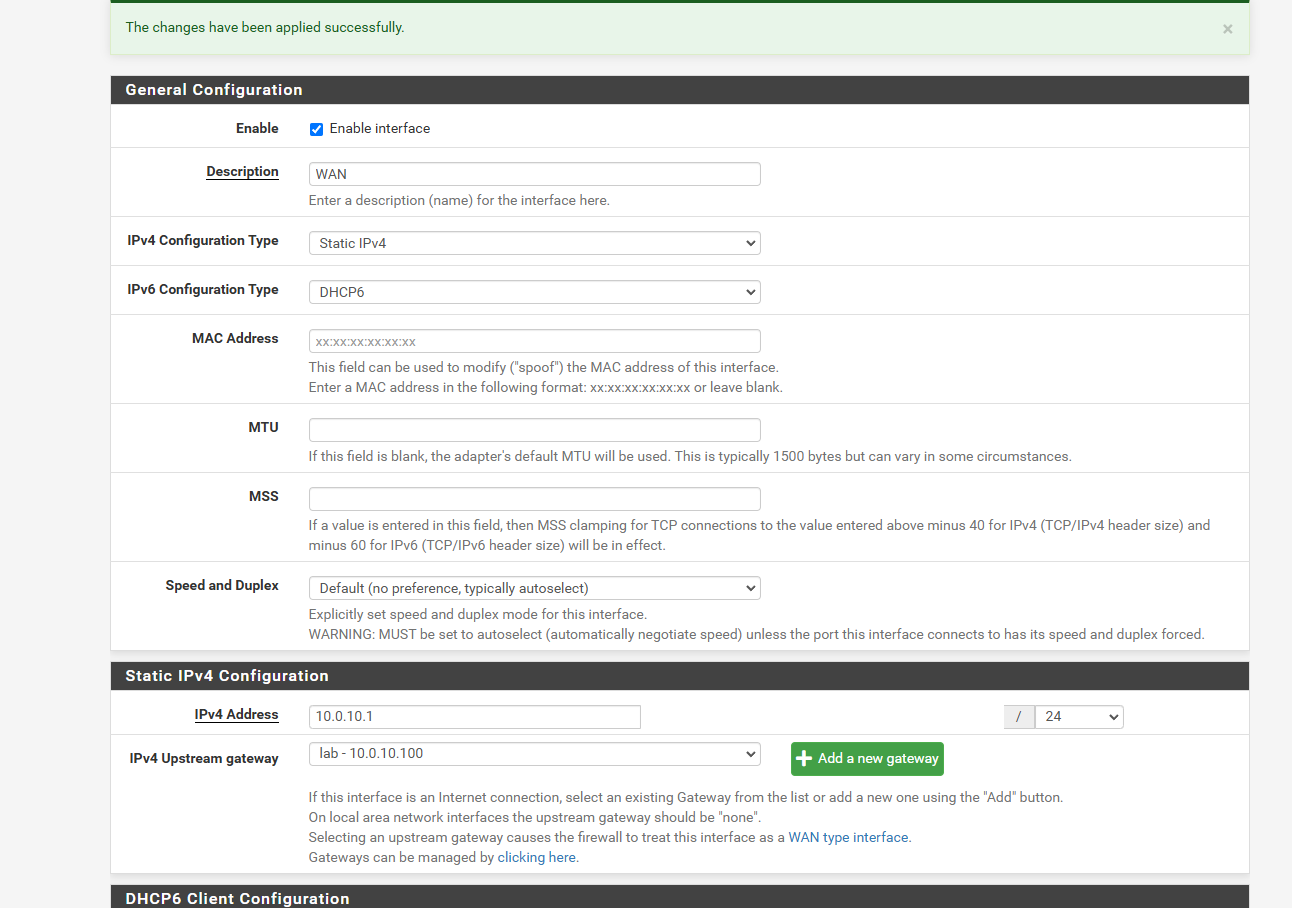 The changes have been applied successfully.
×
General Configuration
Enable
Enable interface
Description
WAN
Enter a description (name) for the interface here.
IPv4 Configuration Type
Static IPv4
IPv6 Configuration Type
DHCP6
MAC Address
xx:xx:xx:xx:xx:xx
This field can be used to modify ("spoof") the MAC address of this interface.
Enter a MAC address in the following format: xx:xx:xx:xx:xx:xx or leave blank.
MTU
If this field is blank, the adapter's default MTU will be used. This is typically 1500 bytes but can vary in some circumstances.
MSS
If a value is entered in this field, then MSS clamping for TCP connections to the value entered above minus 40 for IPv4 (TCP/IPv4 header size) and
minus 60 for IPv6 (TCP/IPv6 header size) will be in effect.
Speed and Duplex
Default (no preference, typically autoselect)
Explicitly set speed and duplex mode for this interface.
WARNING: MUST be set to autoselect (automatically negotiate speed) unless the port this interface connects to has its speed and duplex forced.
Static IPv4 Configuration
IPv4 Address
10.0.10.1
/ 24
IPv4 Upstream gateway
lab - 10.0.10.100
Add a new gateway
If this interface is an Internet connection, select an existing Gateway from the list or add a new one using the "Add" button.
On local area network interfaces the upstream gateway should be "none".
Selecting an upstream gateway causes the firewall to treat this interface as a WAN type interface.
Gateways can be managed by clicking here.
DHCP6 Client Configuration